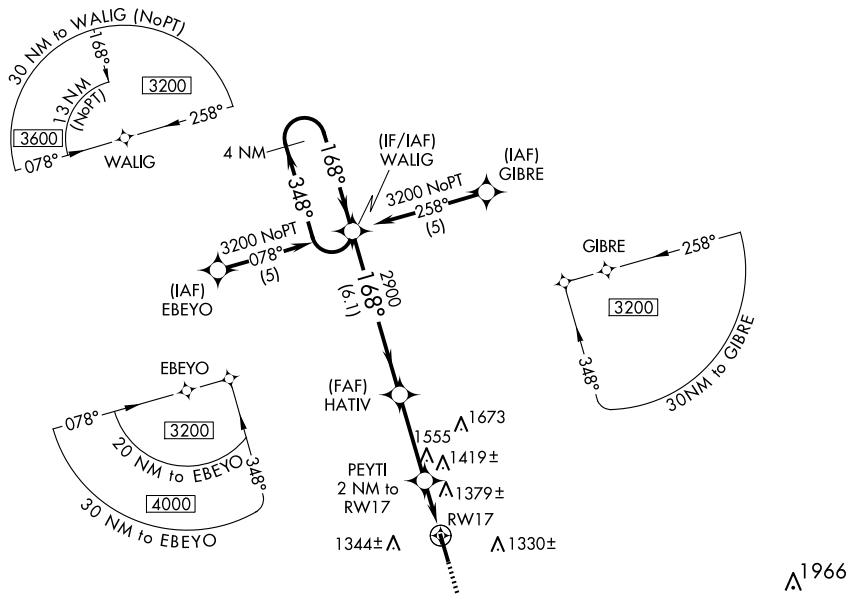 30 NM to WALIG (NoPT)
168°
13 NM
(NoPT)
3200
3600
078°
258°
WALIG
4 NM
168°
348°
(IF/IAF)
WALIG
(IAF)
GIBRE
3200 NoPT
258°
(5)
3200 NoPT
078°
(5)
(IAF)
EBEYO
2900
168°
(6.1)
GIBRE
258°
3200
348°
30NM to GIBRE
EBEYO
078°
3200
20 NM to EBEYO
348°
4000
30 NM to EBEYO
(FAF)
HATIV
1673
1555
1419±
PEYTI
2 NM to
RW17
1379±
RW17
1344±
1330±
1966